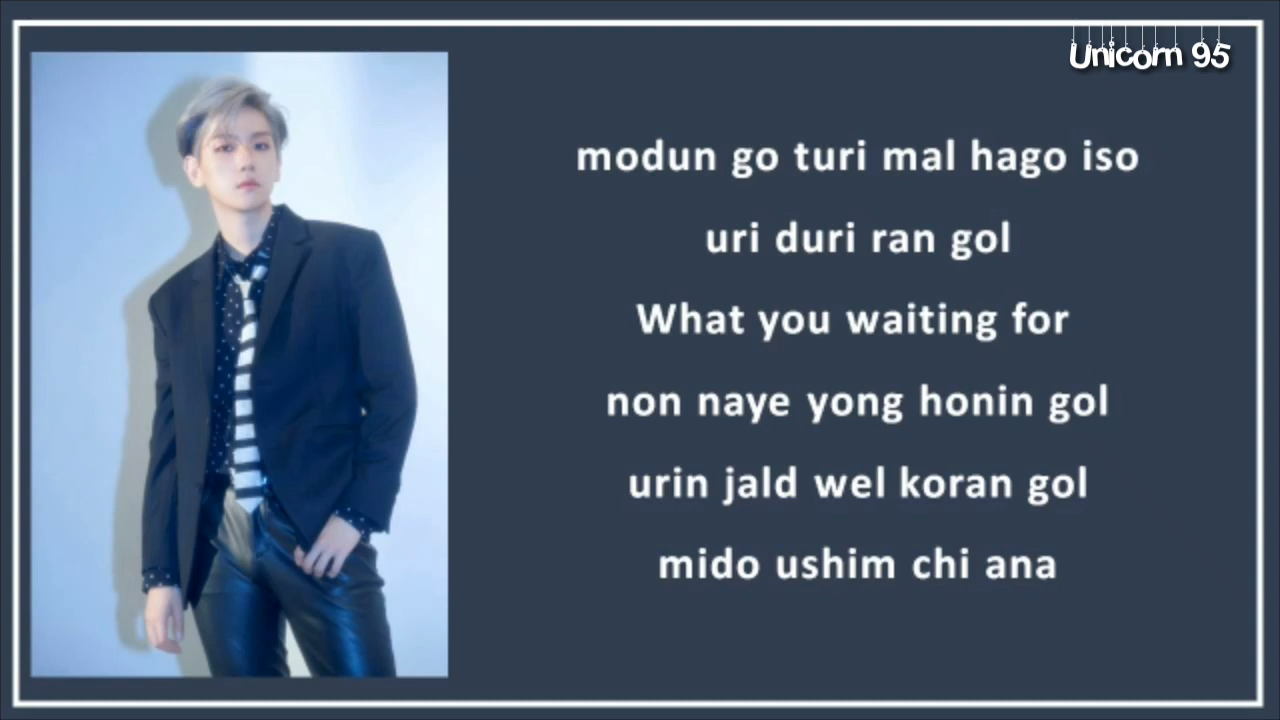 Unicorn 95
modun go turi mal hago iso
uri duri ran gol
What you waiting for
non naye yong honin gol
urin jald wel koran gol
mido ushim chi ana